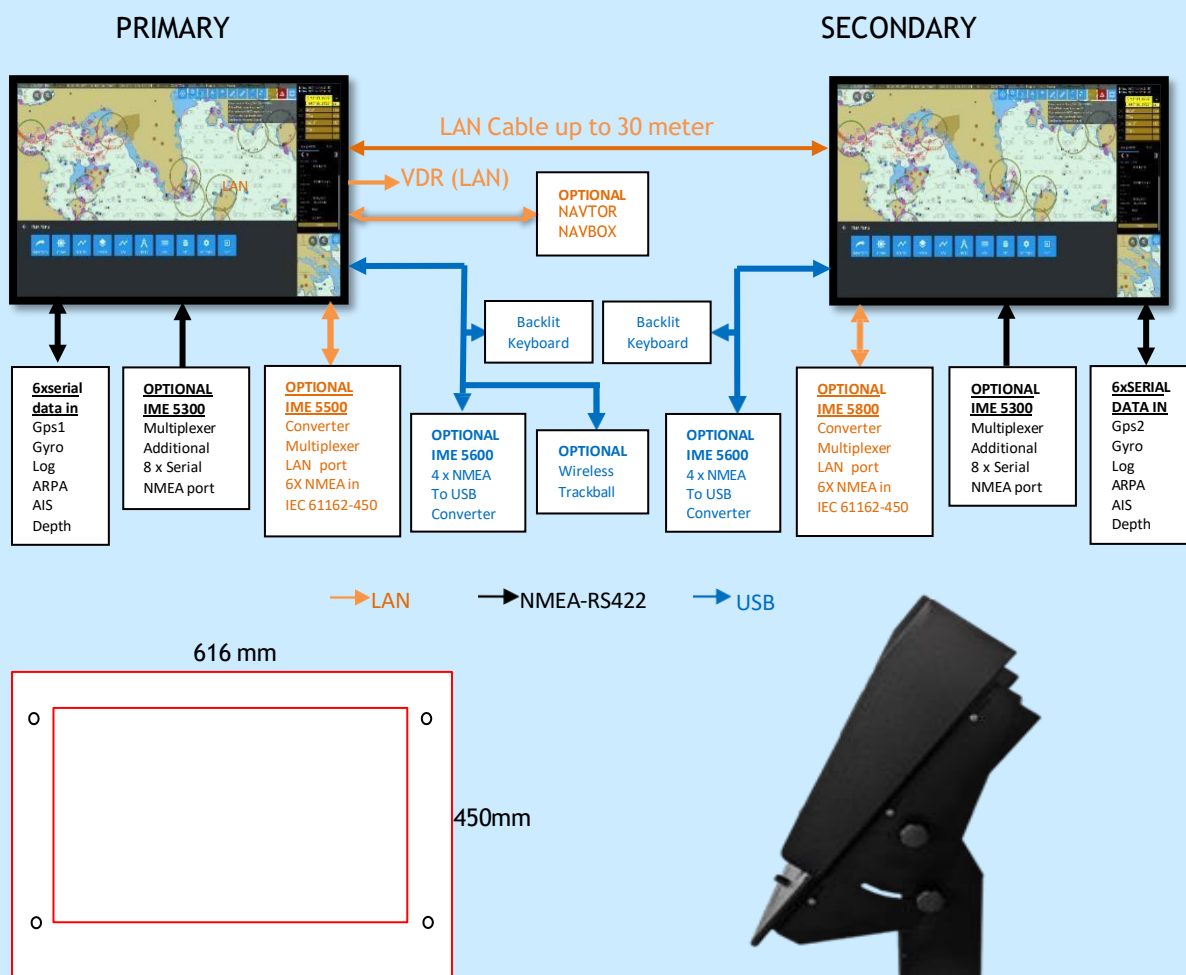 PRIMARY
SECONDARY
LAN Cable up to 30 meter
VDR (LAN)
LAN
OPTIONAL
NAVTOR
NAVBOX
Backlit
Keyboard
Backlit
Keyboard
6xserial
data in
Gps1
Gyro
Log
ARPA
AIS
Depth
OPTIONAL
IME 5300
Multiplexer
Additional
8 x Serial
NMEA port
OPTIONAL
IME 5500
Converter
Multiplexer
LAN port
6X NMEA in
IEC 61162-450
OPTIONAL
IME 5600
4 x NMEA
To USB
Converter
OPTIONAL
Wireless
Trackball
OPTIONAL
IME 5600
4 x NMEA
To USB
Converter
OPTIONAL
IME 5800
Converter
Multiplexer
LAN port
6X NMEA in
IEC 61162-450
OPTIONAL
IME 5300
Multiplexer
Additional
8 x Serial
NMEA port
6xSERIAL
DATA IN
Gps2
Gyro
Log
ARPA
AIS
Depth
LAN
NMEA-RS422
USB
616 mm
450mm